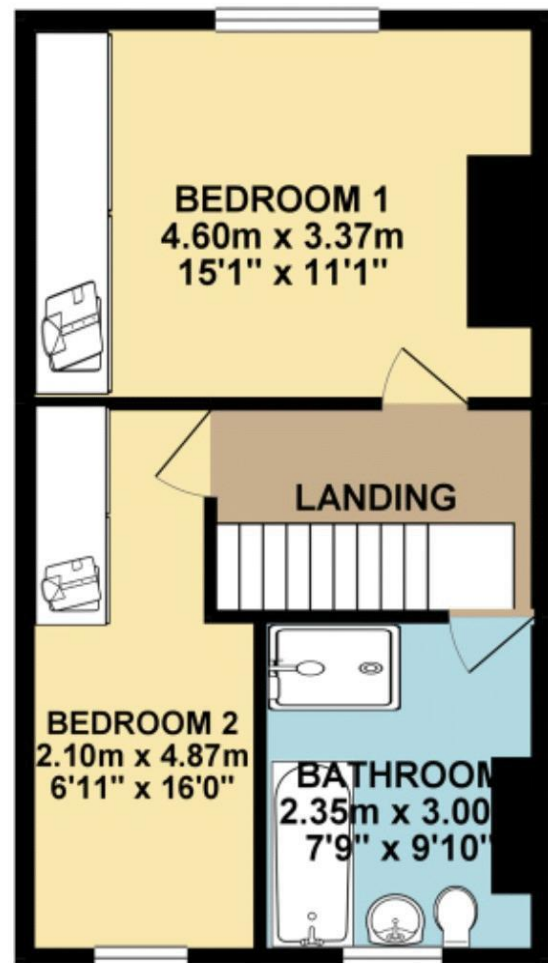 BEDROOM 1
4.60m x 3.37m
15'1" x 11'1"
LANDING
BEDROOM 2
2.10m x 4.87m
6'11" x 16'0"
BATHROOM
2.35m x 3.00
7'9" x 9'10"